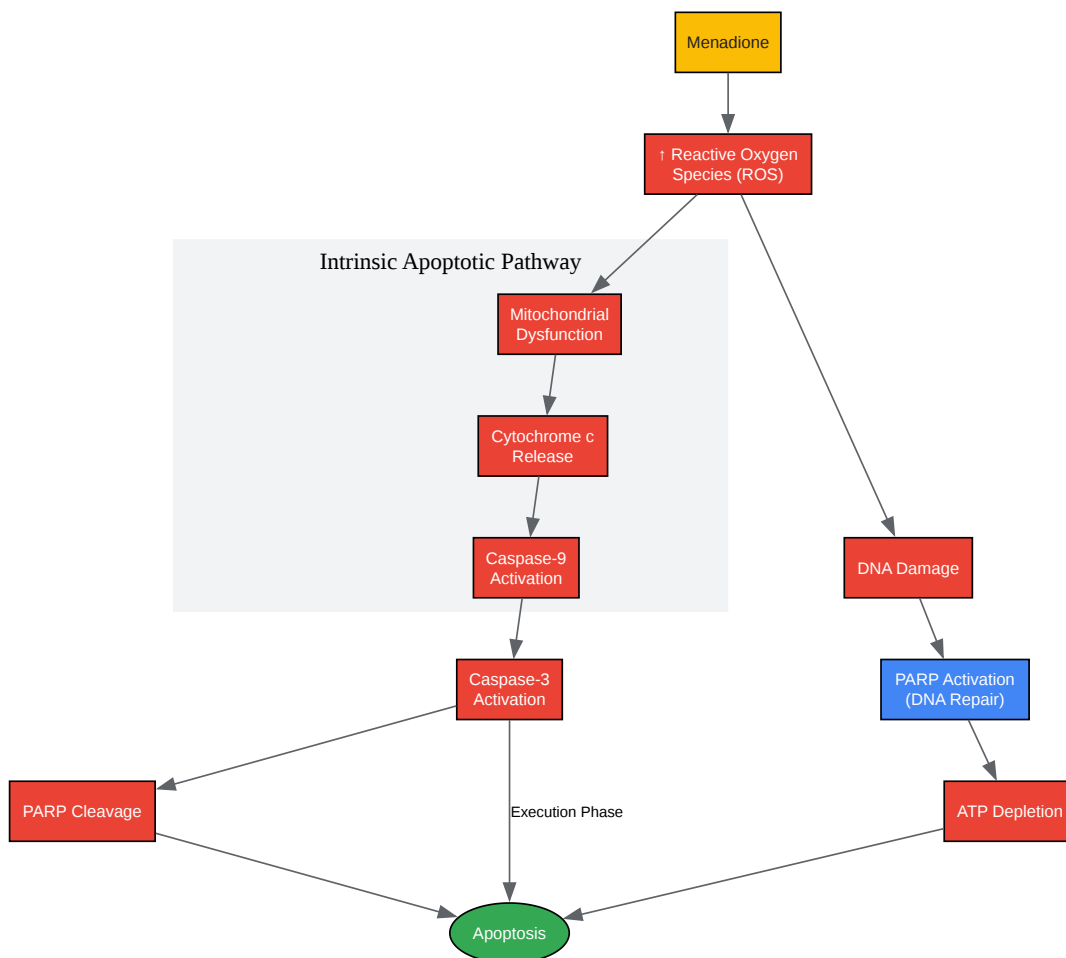 Menadione
↑ Reactive Oxygen
Species (ROS)
Intrinsic Apoptotic Pathway
Mitochondrial
Dysfunction
Cytochrome c
Release
Caspase-9
Activation
DNA Damage
Caspase-3
Activation
PARP Activation
(DNA Repair)
PARP Cleavage
Execution Phase
ATP Depletion
Apoptosis